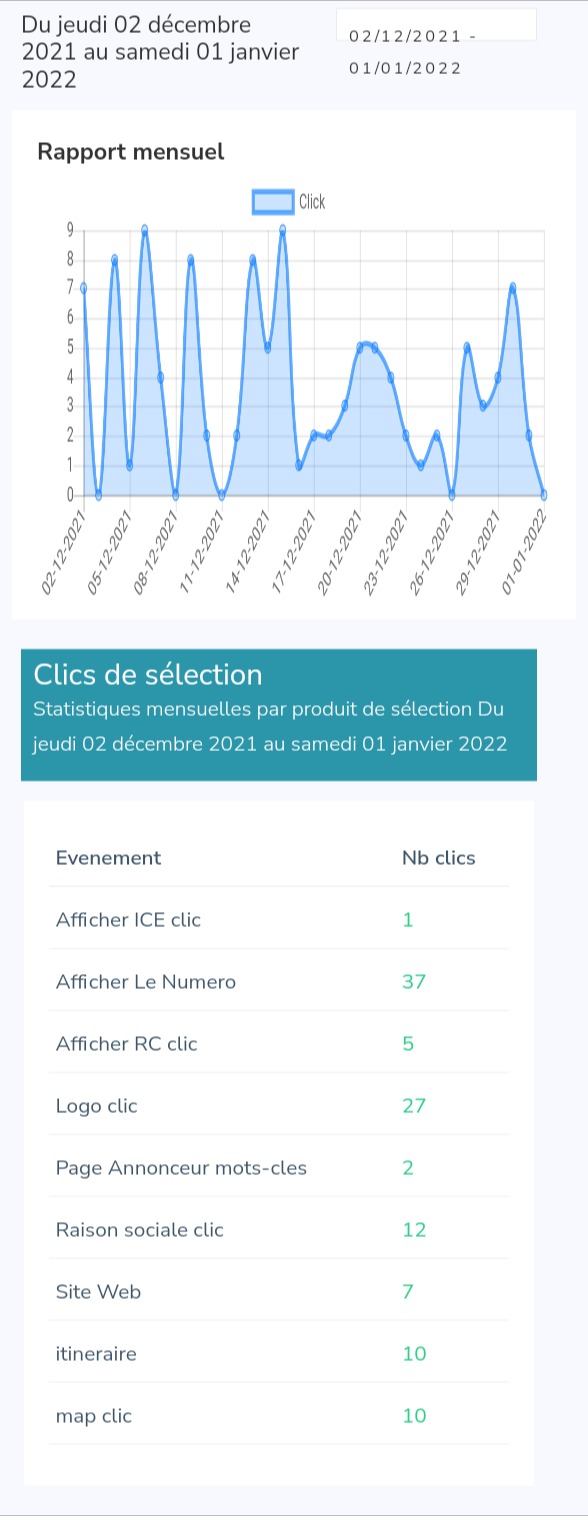 Du jeudi 02 décembre
2021 au samedi 01 janvier
2022
02/12/2021 -
01/01/2022
Rapport mensuel
Click
9
8
7
6
5
4
3
2
1
0
02-12-2021
05-12-2021
08-12-2021
11-12-2021
14-12-2021
17-12-2021
20-12-2021
23-12-2021
26-12-2021
29-12-2021
01-01-2022
Clics de sélection
Statistiques mensuelles par produit de sélection Du
jeudi 02 décembre 2021 au samedi 01 janvier 2022
Evenement Nb clics
Afficher ICE clic 1
Afficher Le Numero 37
Afficher RC clic 5
Logo clic 27
Page Annonceur mots-cles 2
Raison sociale clic 12
Site Web 7
itineraire 10
map clic 10